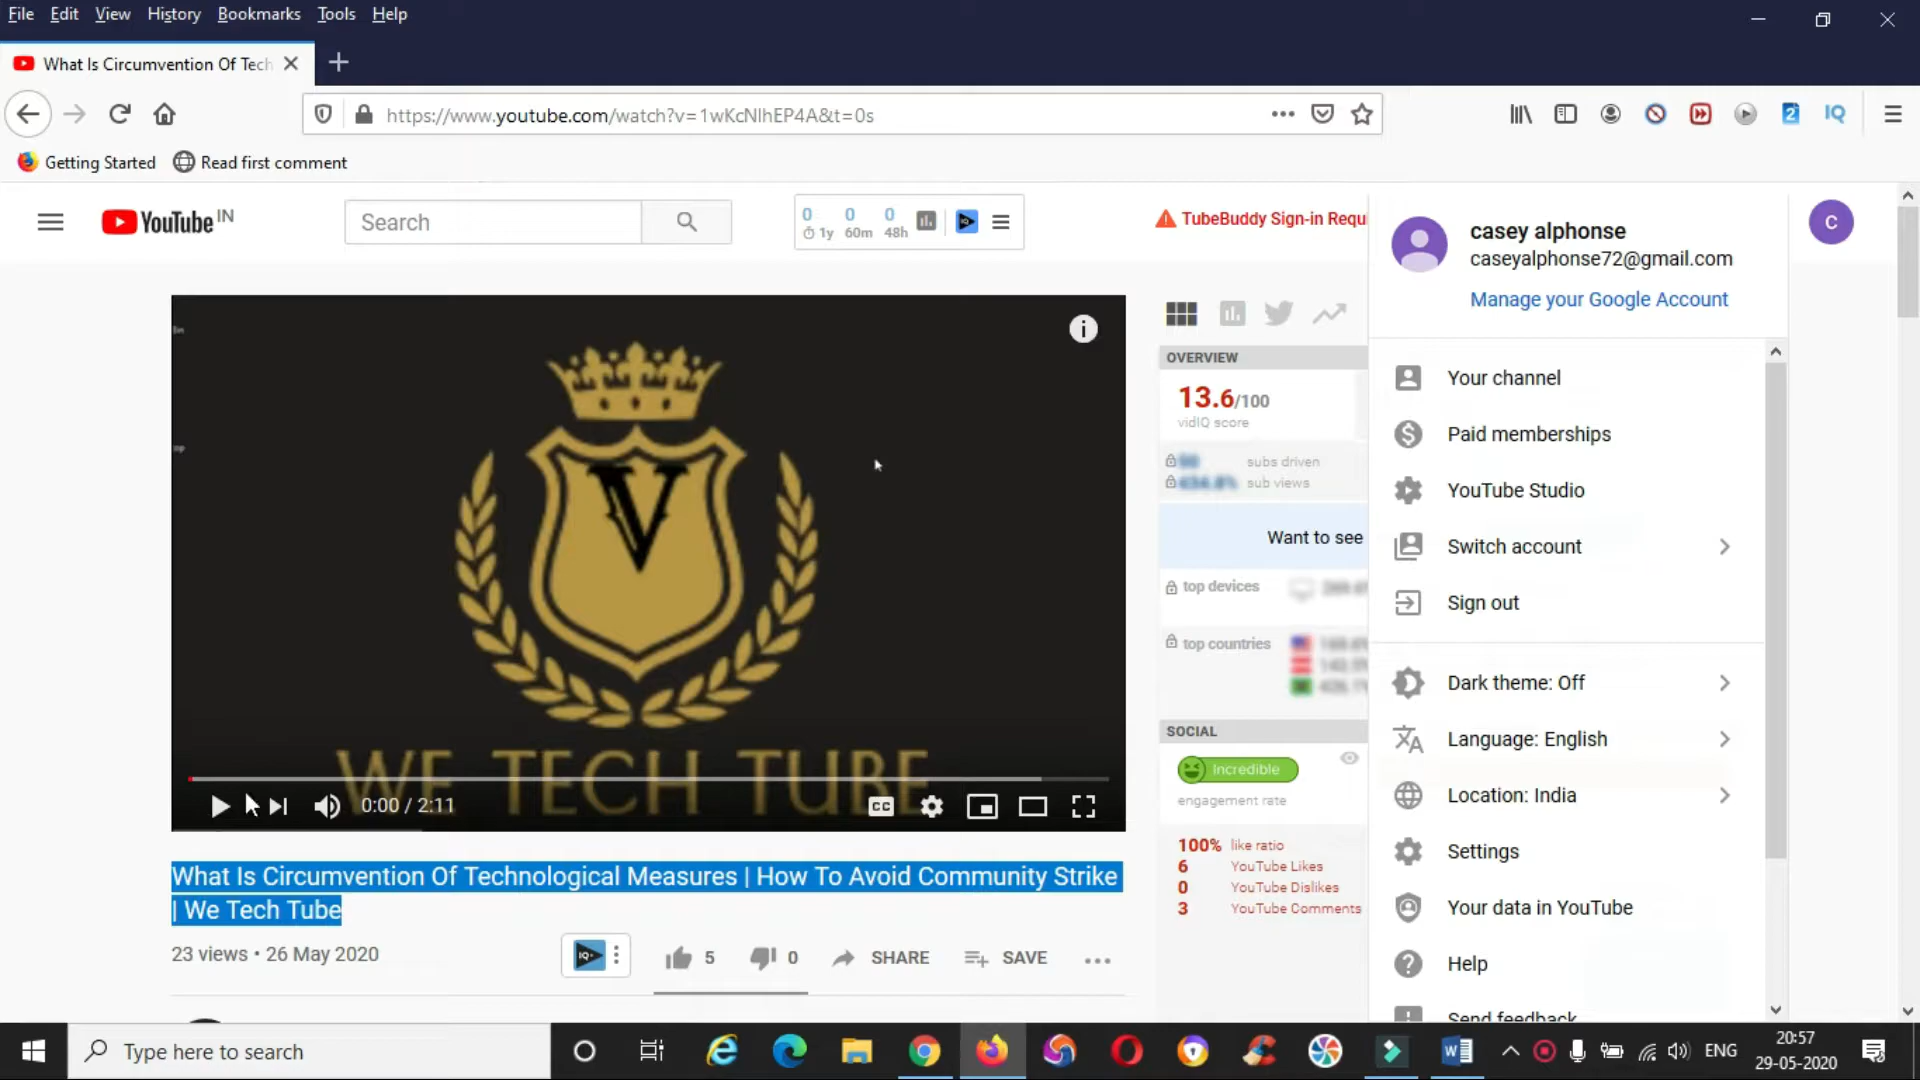 File Edit View History Bookmarks Tools Help
What Is Circumvention Of Tech
https://www.youtube.com/watch?v=1wKcNlhEP4A&t=0s
2 IQ
Getting Started Read first comment
YouTube IN
Search
0 0 0
1y 60m 48h
TubeBuddy Sign-in Requ
C
casey alphonse
caseyalphonse72@gmail.com
Manage your Google Account
V
WE TECH TUBE
0:00 / 2:11
CC
OVERVIEW
13.6/100
vidIQ score
subs driven
sub views
Want to see
top devices
top countries
SOCIAL
Incredible
engagement rate
100% like ratio
6 YouTube Likes
0 YouTube Dislikes
3 YouTube Comments
Your channel
Paid memberships
YouTube Studio
Switch account
Sign out
Dark theme: Off
Language: English
Location: India
Settings
Your data in YouTube
Help
Send feedback
What Is Circumvention Of Technological Measures | How To Avoid Community Strike
| We Tech Tube
23 views • 26 May 2020
IQ
5 0 SHARE SAVE
Type here to search
ENG
20:57
29-05-2020